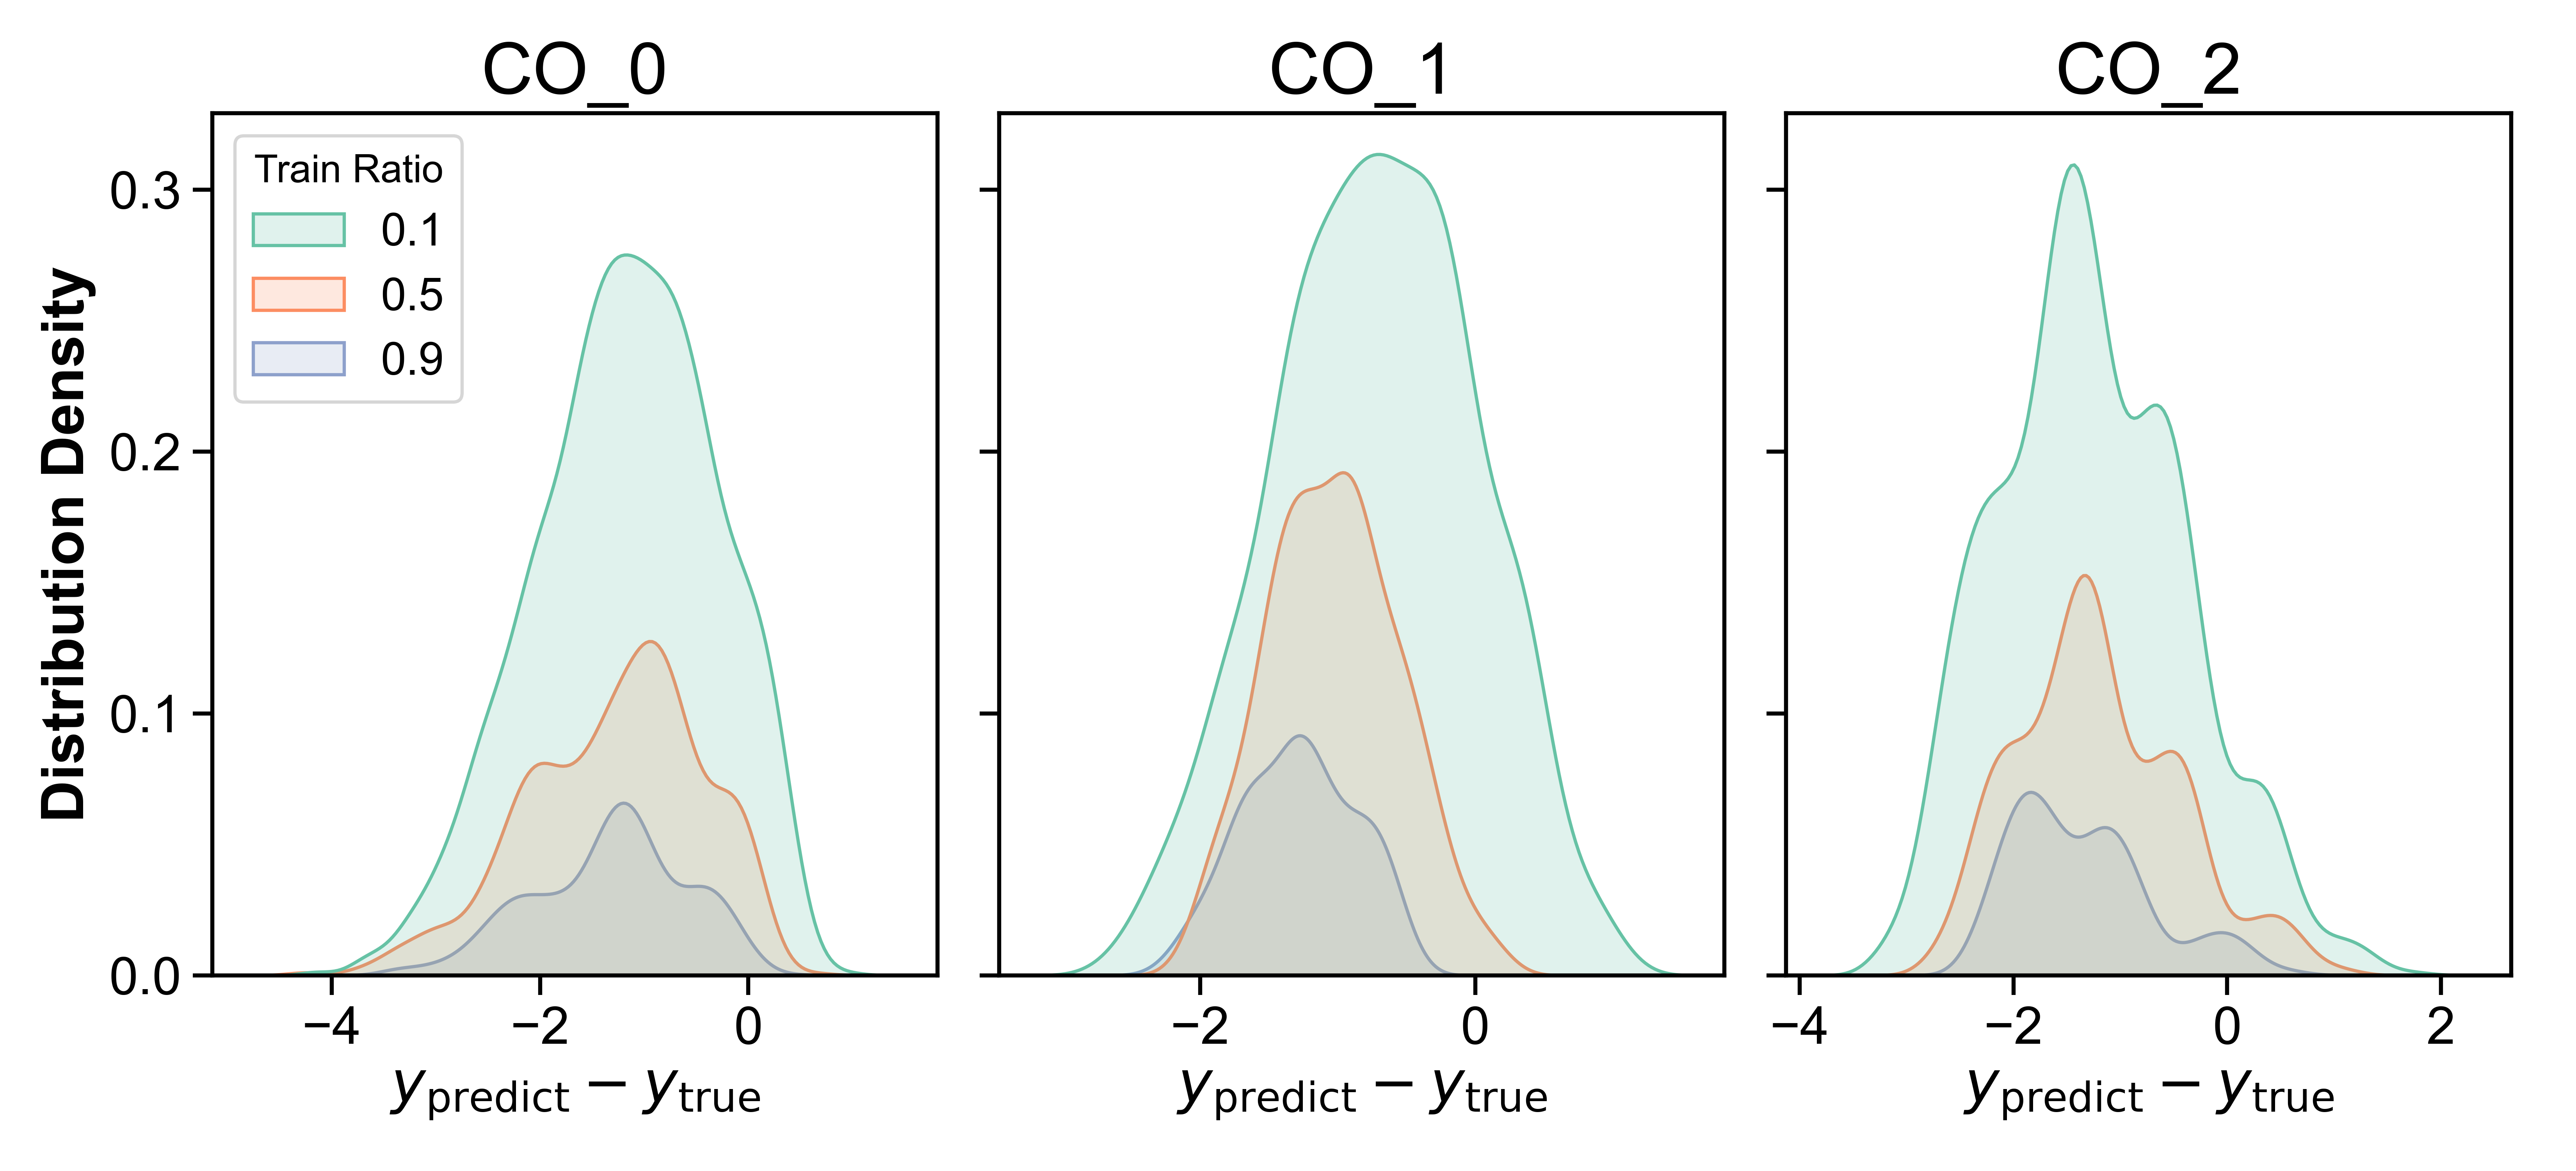 CO_0
CO_1
CO_2
Distribution Density
0.3
0.2
0.1
0.0
Train Ratio
0.1
0.5
0.9
−4
−2
0
−2
0
−4
−2
0
2
y_predict − y_true
y_predict − y_true
y_predict − y_true